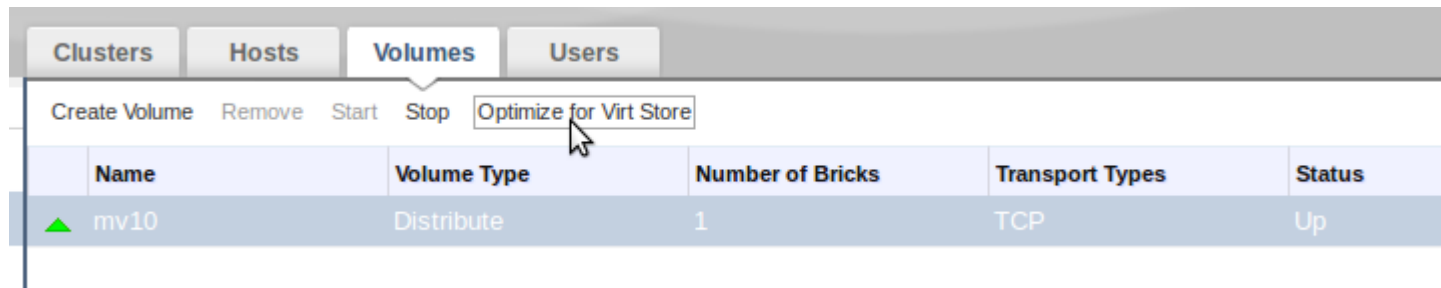 Clusters Hosts Volumes Users
Create Volume Remove Start Stop Optimize for Virt Store
Name Volume Type Number of Bricks Transport Types Status
mv10 Distribute 1 TCP Up